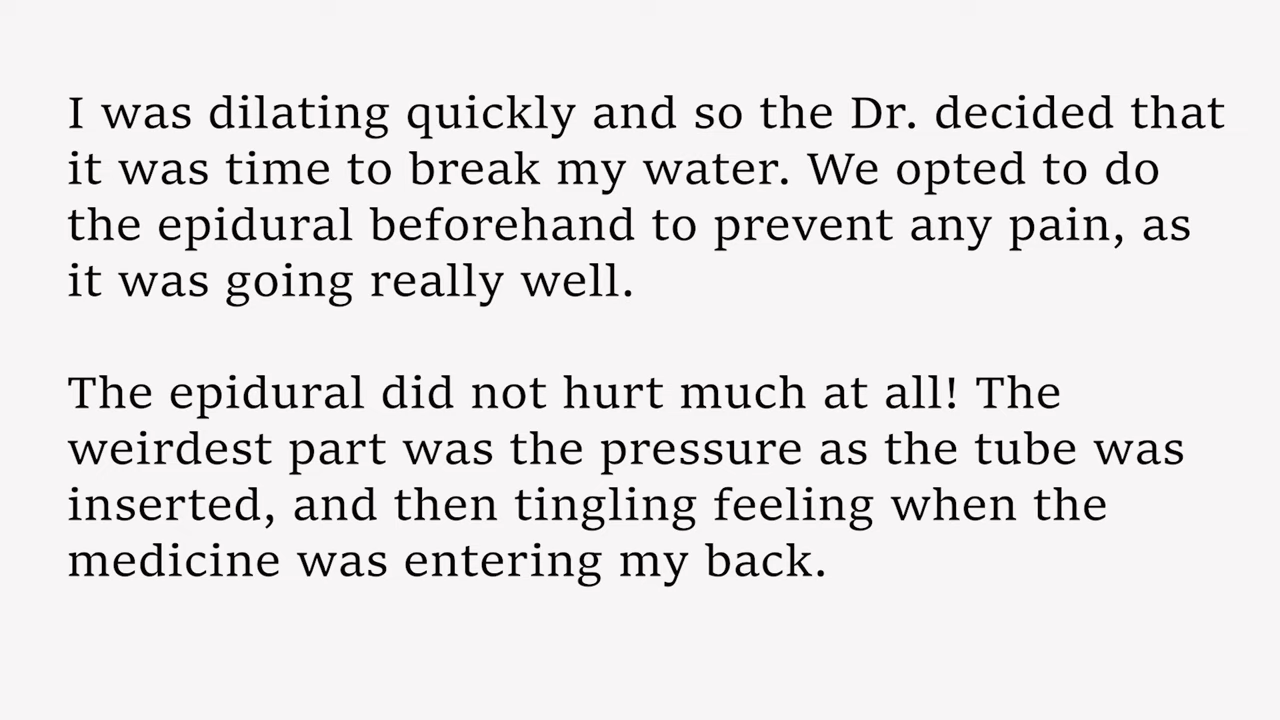 I was dilating quickly and so the Dr. decided that
it was time to break my water. We opted to do
the epidural beforehand to prevent any pain, as
it was going really well.
The epidural did not hurt much at all! The
weirdest part was the pressure as the tube was
inserted, and then tingling feeling when the
medicine was entering my back.